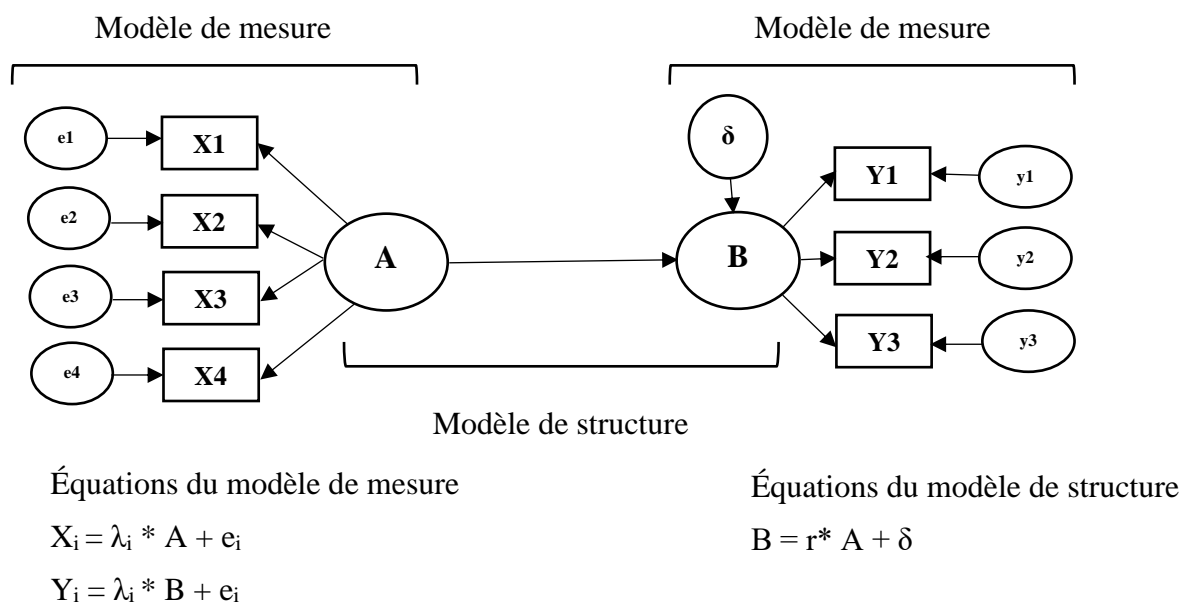 Modèle de mesure
Modèle de mesure
e1
X1
δ
Y1
y1
e2
X2
A
B
Y2
y2
e3
X3
Y3
y3
e4
X4
Modèle de structure
Équations du modèle de mesure
Xi = λi * A + ei
Yi = λi * B + ei
Équations du modèle de structure
B = r* A + δ